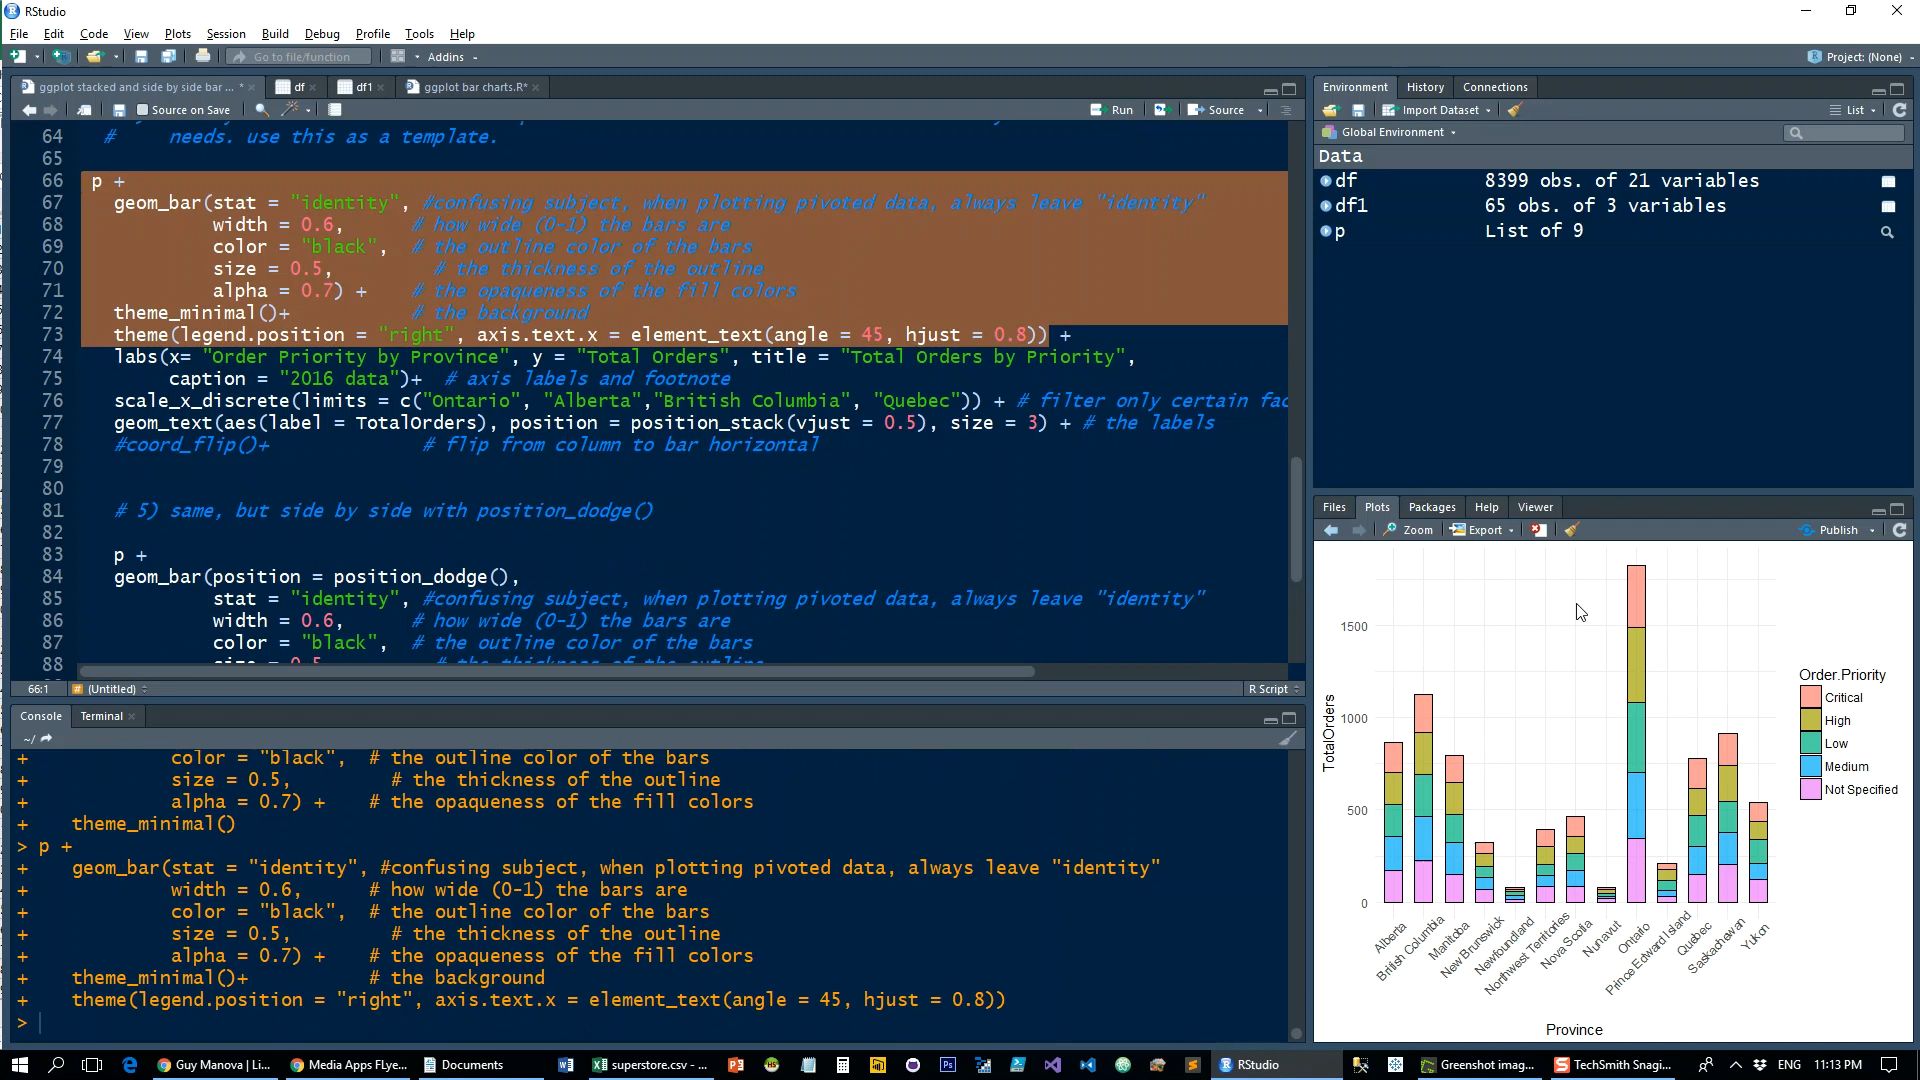 RStudio
File Edit Code View Plots Session Build Debug Profile Tools Help
Go to file/function Addins Project: (None)
ggplot stacked and side by side bar ... * df df1 ggplot bar charts.R*
Source on Save Run Source
64 # needs. use this as a template.
65
66 p +
67 geom_bar(stat = "identity", #confusing subject, when plotting pivoted data, always leave "identity"
68 width = 0.6, # how wide (0-1) the bars are
69 color = "black", # the outline color of the bars
70 size = 0.5, # the thickness of the outline
71 alpha = 0.7) + # the opaqueness of the fill colors
72 theme_minimal()+ # the background
73 theme(legend.position = "right", axis.text.x = element_text(angle = 45, hjust = 0.8)) +
74 labs(x= "Order Priority by Province", y = "Total Orders", title = "Total Orders by Priority",
75 caption = "2016 data")+ # axis labels and footnote
76 scale_x_discrete(limits = c("Ontario", "Alberta","British Columbia", "Quebec")) + # filter only certain fac
77 geom_text(aes(label = TotalOrders), position = position_stack(vjust = 0.5), size = 3) + # the labels
78 #coord_flip()+ # flip from column to bar horizontal
79
80
81 # 5) same, but side by side with position_dodge()
82
83 p +
84 geom_bar(position = position_dodge(),
85 stat = "identity", #confusing subject, when plotting pivoted data, always leave "identity"
86 width = 0.6, # how wide (0-1) the bars are
87 color = "black", # the outline color of the bars
88 size = 0.5 # the thickness of the outline
66:1 (Untitled) R Script
Console Terminal
~/
+ color = "black", # the outline color of the bars
+ size = 0.5, # the thickness of the outline
+ alpha = 0.7) + # the opaqueness of the fill colors
+ theme_minimal()
> p +
+ geom_bar(stat = "identity", #confusing subject, when plotting pivoted data, always leave "identity"
+ width = 0.6, # how wide (0-1) the bars are
+ color = "black", # the outline color of the bars
+ size = 0.5, # the thickness of the outline
+ alpha = 0.7) + # the opaqueness of the fill colors
+ theme_minimal()+ # the background
+ theme(legend.position = "right", axis.text.x = element_text(angle = 45, hjust = 0.8))
>
Environment History Connections
Import Dataset List
Global Environment
Data
df 8399 obs. of 21 variables
df1 65 obs. of 3 variables
p List of 9
Files Plots Packages Help Viewer
Zoom Export Publish
TotalOrders
1500
1000
500
0
Alberta
British Columbia
Manitoba
New Brunswick
Newfoundland
Northwest Territories
Nova Scotia
Nunavut
Ontario
Prince Edward Island
Quebec
Saskachewan
Yukon
Province
Order.Priority
Critical
High
Low
Medium
Not Specified
Guy Manova | Li... Media Apps FLye... Documents superstore.csv - ... RStudio Greenshot imag... TechSmith Snagi... ENG 11:13 PM